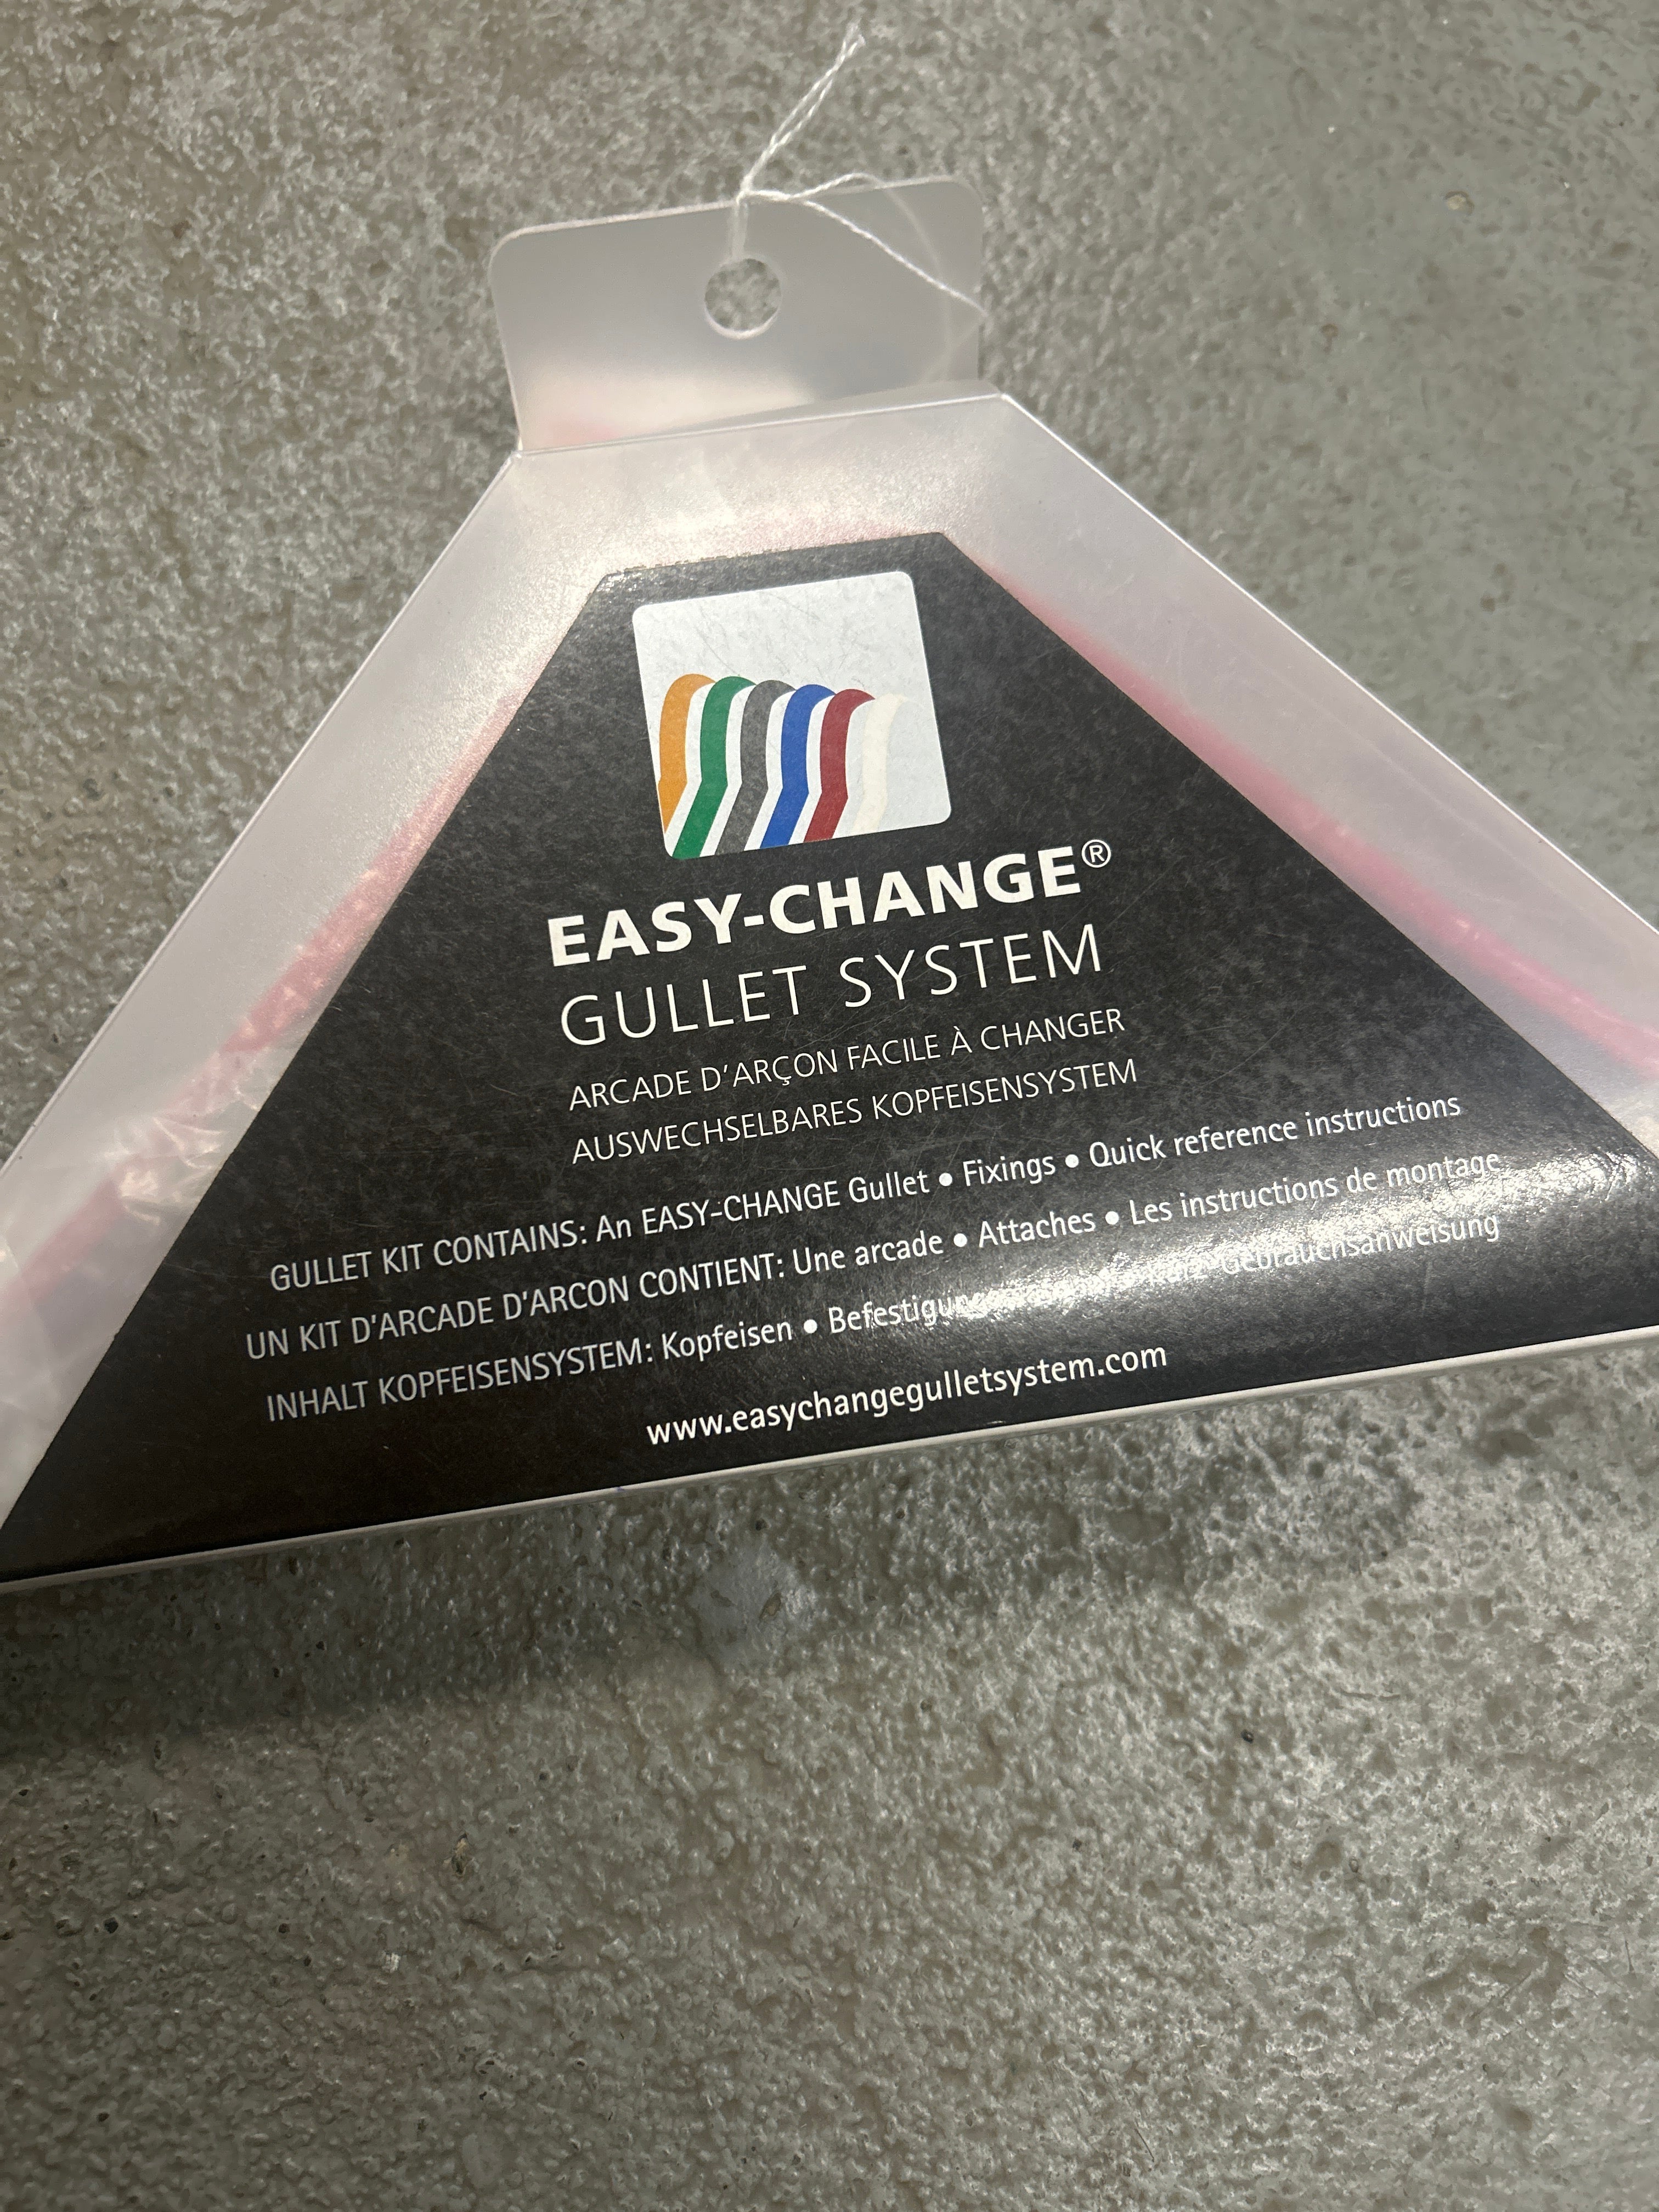 EASY-CHANGE®
GULLET SYSTEM
ARCADE D'ARÇON FACILE À CHANGER
AUSWECHSELBARES KOPFEISENSYSTEM
GULLET KIT CONTAINS: An EASY-CHANGE Gullet • Fixings • Quick reference instructions
UN KIT D'ARCADE D'ARCON CONTIENT: Une arcade • Attaches • Les instructions de montage
INHALT KOPFEISENSYSTEM: Kopfeisen • Gebrauchsanweisung
www.easychangegulletsystem.com